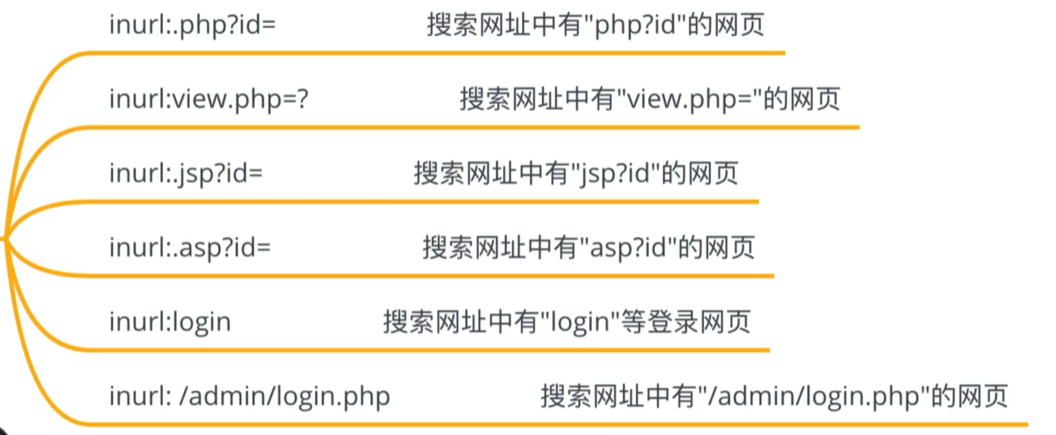 inurl:.php?id= 搜索网址中有"php?id"的网页
inurl:view.php=? 搜索网址中有"view.php="的网页
inurl:.jsp?id= 搜索网址中有"jsp?id"的网页
inurl:.asp?id= 搜索网址中有"asp?id"的网页
inurl:login 搜索网址中有"login"等登录网页
inurl: /admin/login.php 搜索网址中有"/admin/login.php"的网页